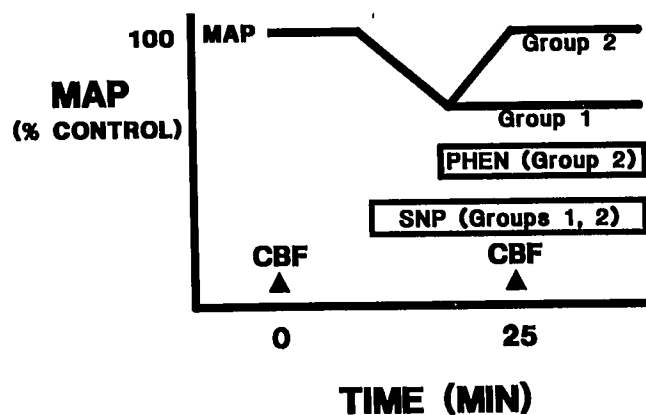 100
MAP
Group 2
MAP
(% CONTROL)
Group 1
PHEN (Group 2)
SNP (Groups 1, 2)
CBF
CBF
0
25
TIME (MIN)